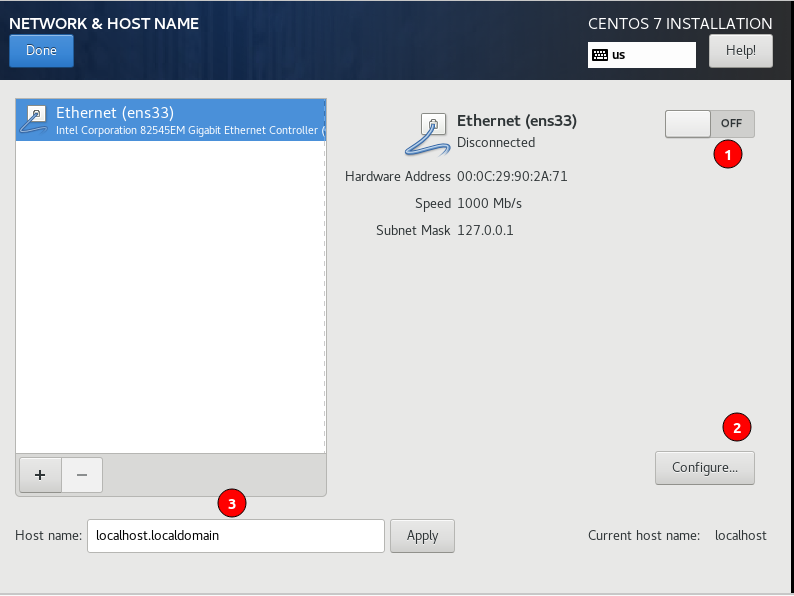 NETWORK & HOST NAME
CENTOS 7 INSTALLATION
Done
us
Help!
Ethernet (ens33)
Intel Corporation 82545EM Gigabit Ethernet Controller (
Ethernet (ens33)
Disconnected
OFF
1
Hardware Address 00:0C:29:90:2A:71
Speed 1000 Mb/s
Subnet Mask 127.0.0.1
2
Configure...
+ −
3
Host name: localhost.localdomain Apply
Current host name: localhost